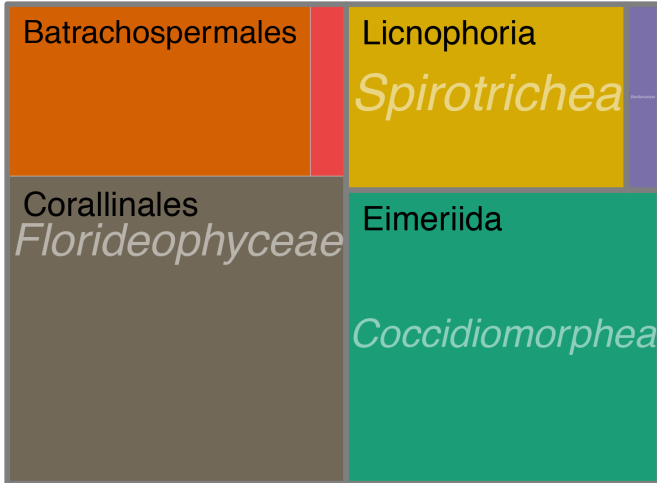 Batrachospermales
Corallinales
Florideophyceae
Licnophoria
Spirotrichea
Eimeriida
Coccidiomorphea